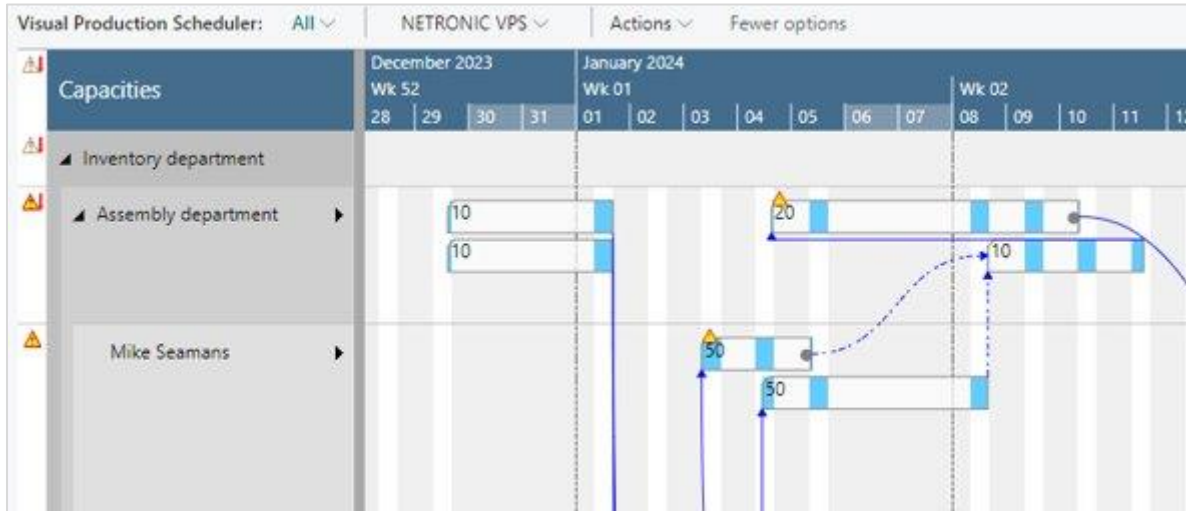 Visual Production Scheduler: All NETRONIC VPS Actions Fewer options
Capacities
December 2023 January 2024
Wk 52 Wk 01 Wk 02
28 29 30 31 01 02 03 04 05 06 07 08 09 10 11
Inventory department
Assembly department
10 20
10 10
Mike Seamans
50
50